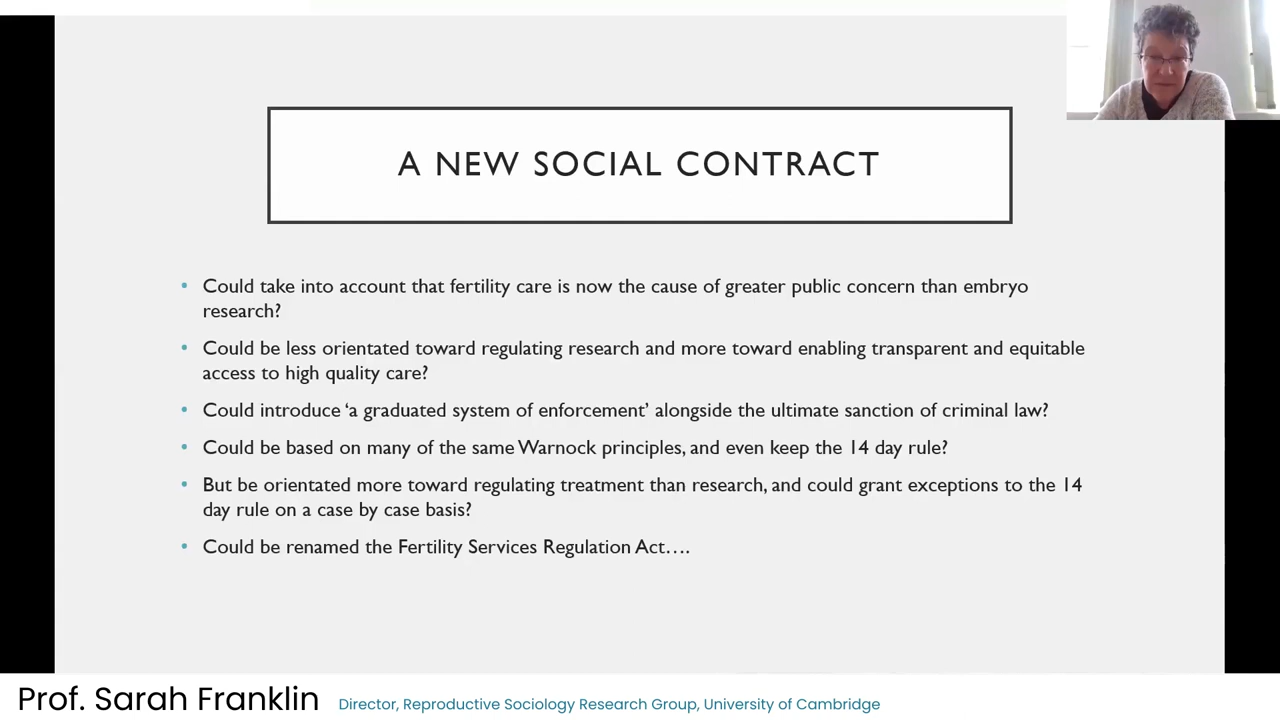 A NEW SOCIAL CONTRACT
• Could take into account that fertility care is now the cause of greater public concern than embryo
research?
• Could be less orientated toward regulating research and more toward enabling transparent and equitable
access to high quality care?
• Could introduce ‘a graduated system of enforcement’ alongside the ultimate sanction of criminal law?
• Could be based on many of the same Warnock principles, and even keep the 14 day rule?
• But be orientated more toward regulating treatment than research, and could grant exceptions to the 14
day rule on a case by case basis?
• Could be renamed the Fertility Services Regulation Act….
Prof. Sarah Franklin Director, Reproductive Sociology Research Group, University of Cambridge